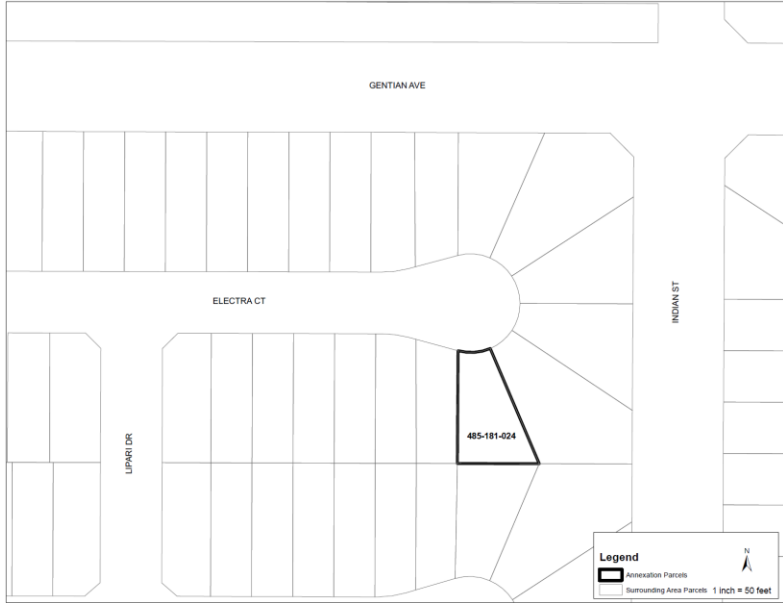 GENTIAN AVE
ELECTRA CT
INDIAN ST
LIPARI DR
485-181-024
Legend
N
Annexation Parcels
Surrounding Area Parcels 1 inch = 50 feet